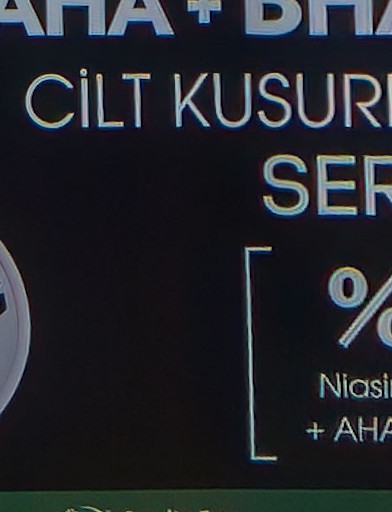 AHA + BHA
CİLT KUSUR
SER
%
Niasi
+ AHA